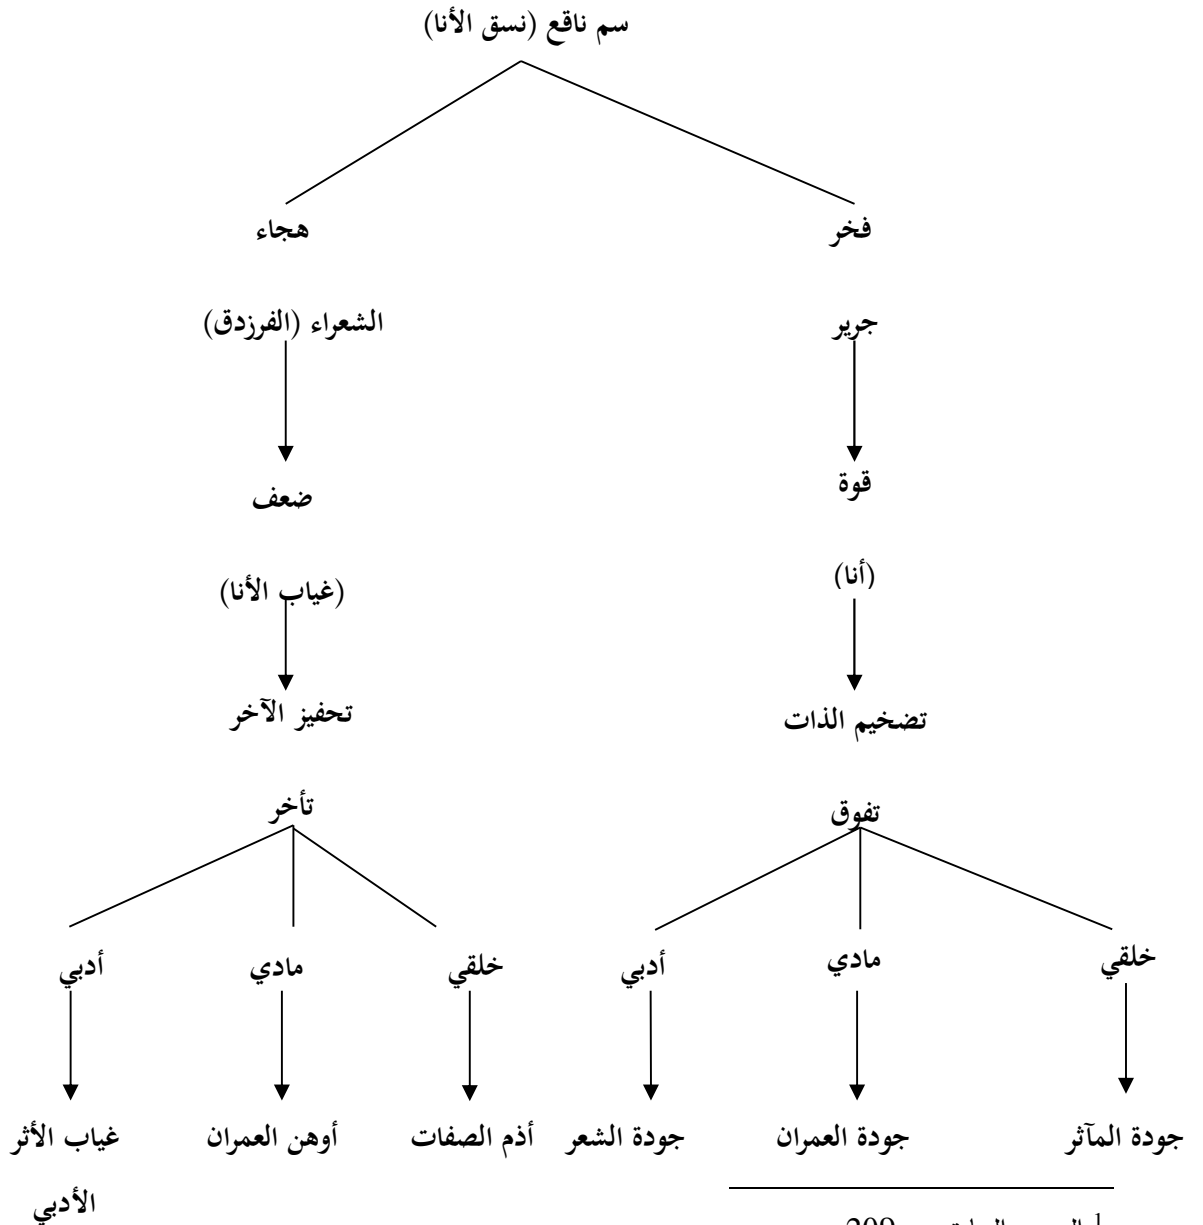 سم ناقع (نسق الأنا)
فخر
هجاء
جرير
الشعراء (الفرزدق)
قوة
ضعف
(أنا)
(غياب الأنا)
تضخيم الذات
تحفيز الآخر
تفوق
تأخر
خلقي
مادي
أدبي
خلقي
مادي
أدبي
جودة المآثر
جودة العمران
جودة الشعر
أذم الصفات
أوهن العمران
غياب الأثر
الأدبي
1
209